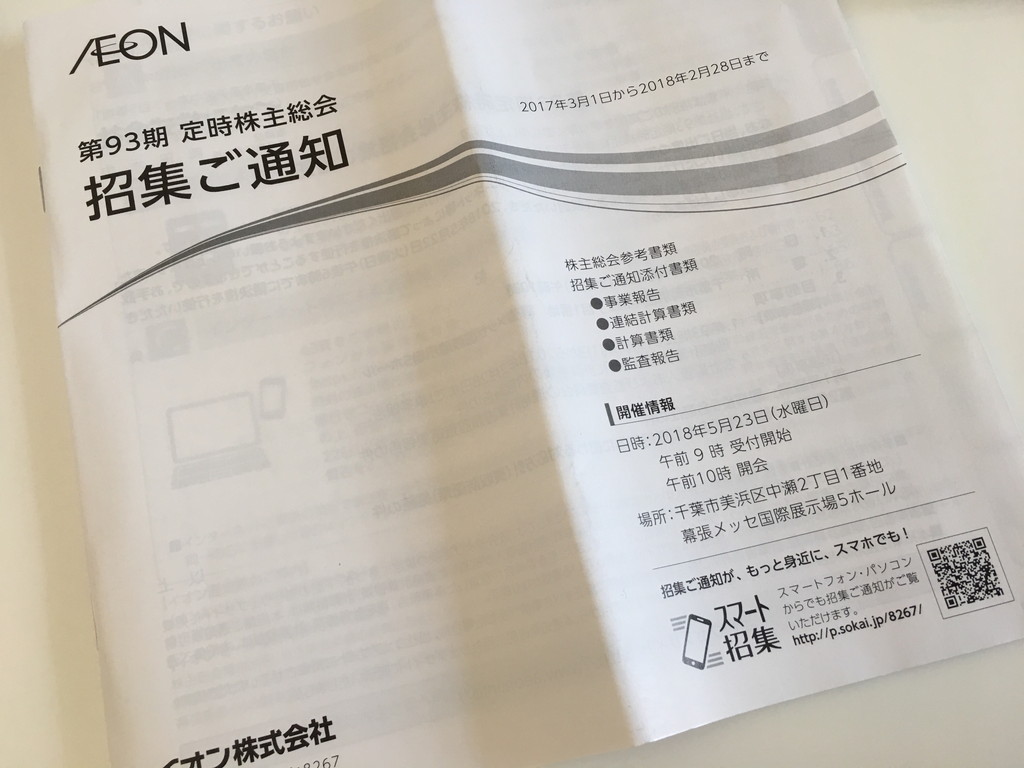 ÆON
第93期 定時株主総会
招集ご通知
2017年3月1日から2018年2月28日まで
株主総会参考書類
招集ご通知添付書類
●事業報告
●連結計算書類
●計算書類
●監査報告
開催情報
日時：2018年5月23日（水曜日）
午前 9 時 受付開始
午前10時 開会
場所：千葉市美浜区中瀬2丁目1番地
幕張メッセ国際展示場5ホール
招集ご通知が、もっと身近に、スマホでも！
スマート
招集
スマートフォン・パソコン
からでも招集ご通知がご覧
いただけます。
http://p.sokai.jp/8267/
イオン株式会社
8267